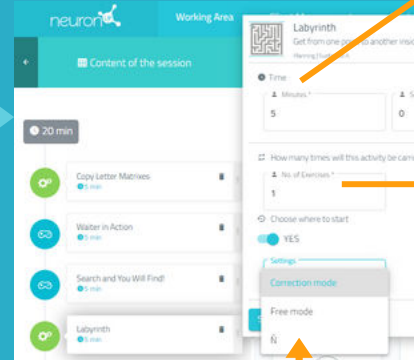 neuron
Working Area
Content of the session
20 min
Copy Letter Matrixes
5 min
Waiter in Action
5 min
Search and You Will Find!
5 min
Labyrinth
5 min
Labyrinth
Get from one point to another insid
Time
Minutes *
S
5
0
How many times will this activity be carri
No. of Exercises *
1
Choose where to start
YES
Settings
Correction mode
Free mode
Ñ